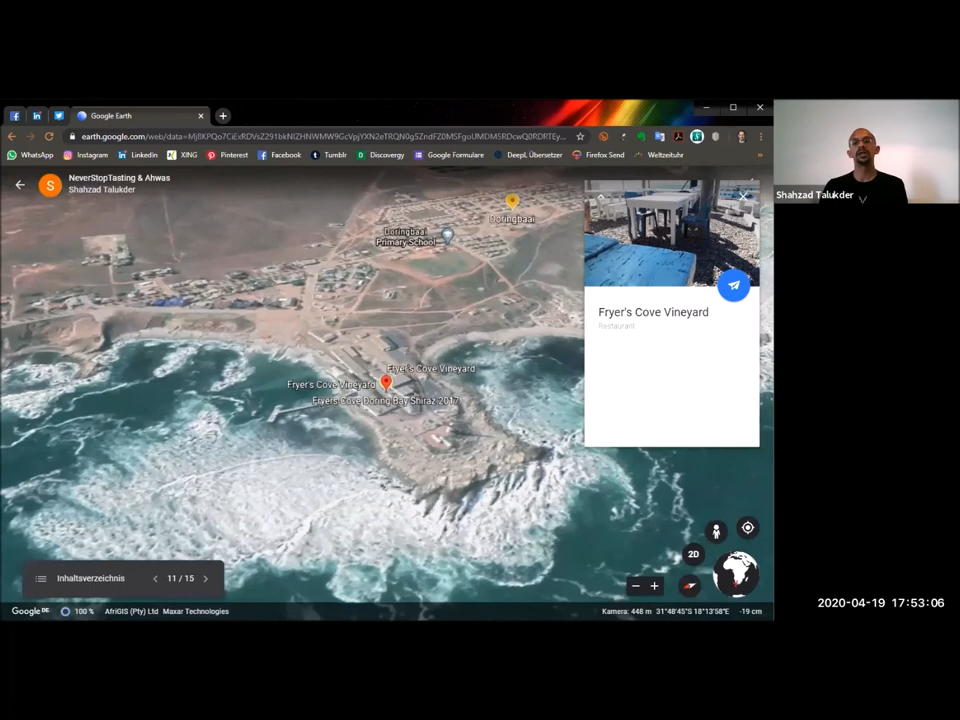 Google Earth
earth.google.com/web/data=
WhatsApp Instagram Linkedin XING Pinterest Facebook Tumblr Discovergy Google Formulare DeepL Übersetzer Firefox Send Weltzeituhr »
NeverStopTasting & Ahwas
Shahzad Talukder
S
Doringbaai
Doringbaai
Primary School
Fryer's Cove Vineyard
Fryer's Cove Vineyard
Fryers Cove Doring Bay Shiraz 2017
Fryer's Cove Vineyard
Restaurant
Shahzad Talukder
2D
Inhaltsverzeichnis 11 / 15
Google DE 100 % AfriGIS (Pty) Ltd Maxar Technologies Kamera: 448 m 31°48'45"S 18°13'58"E -19 cm
2020-04-19 17:53:06